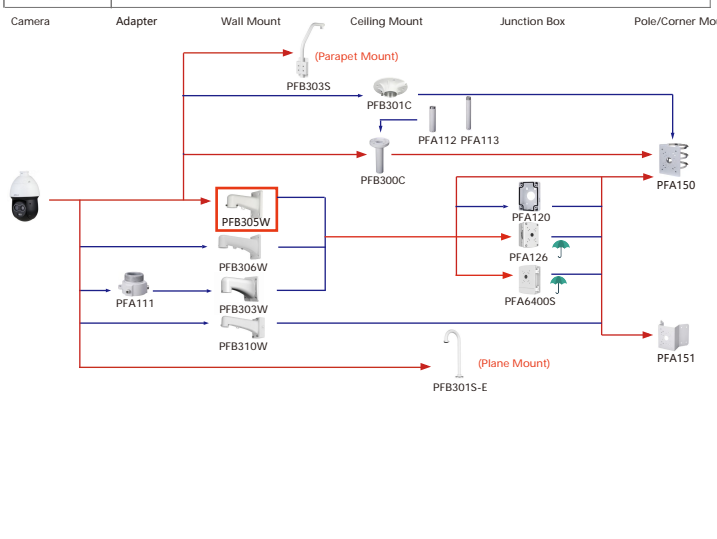 Camera Adapter Wall Mount Ceiling Mount Junction Box Pole/Corner Mou
(Parapet Mount)
PFB303S
PFB301C
PFA112 PFA113
PFB300C
PFA150
PFB305W
PFA120
PFA126
PFB306W
PFA111
PFB303W
PFA6400S
PFB310W
PFA151
(Plane Mount)
PFB301S-E